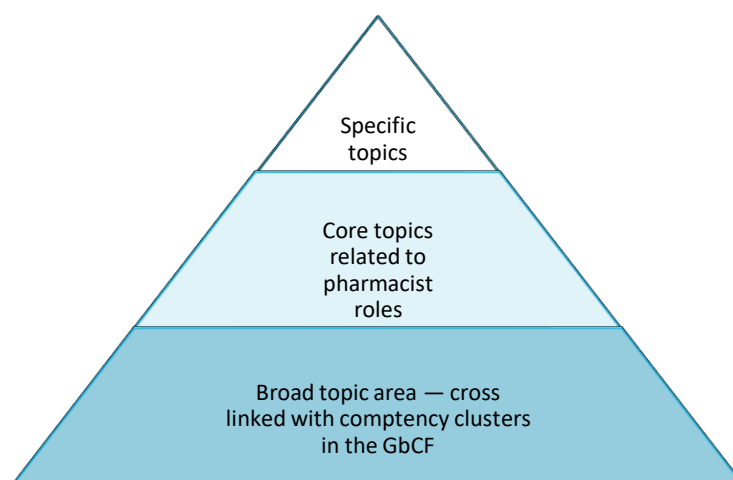 Specific
topics
Core topics
related to
pharmacist
roles
Broad topic area — cross
linked with comptency clusters
in the GbCF